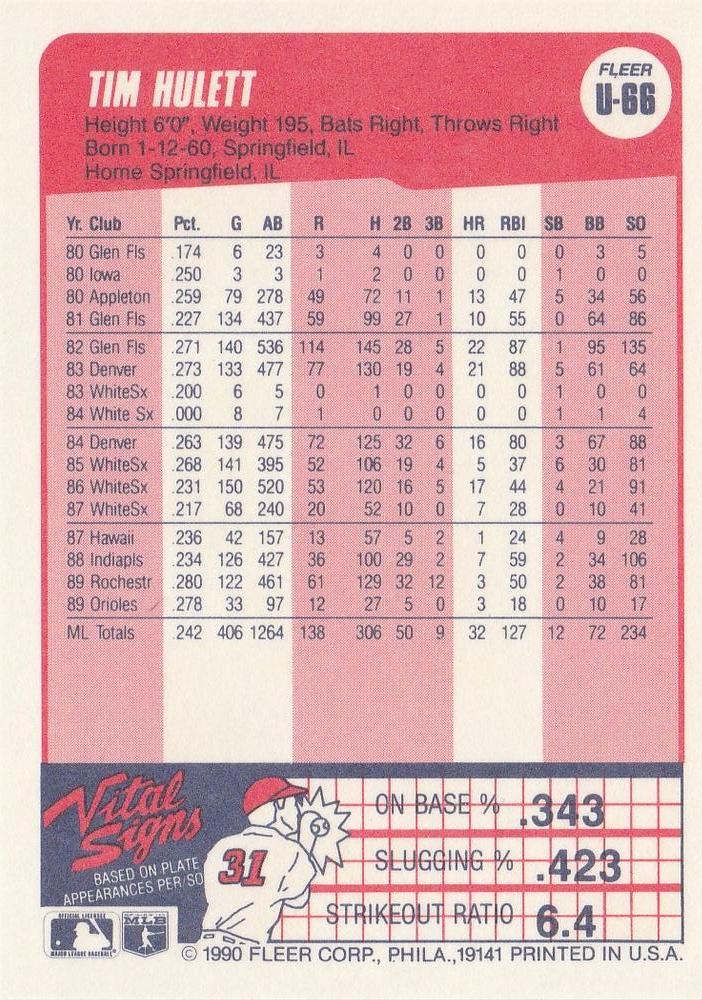 TIM HULETT
FLEER
U-66
Height 6'0", Weight 195, Bats Right, Throws Right
Born 1-12-60, Springfield, IL
Home Springfield, IL
Yr. Club Pct. G AB R H 2B 3B HR RBI SB BB SO
80 Glen Fls .174 6 23 3 4 0 0 0 0 0 3 5
80 Iowa .250 3 3 1 2 0 0 0 0 1 0 0
80 Appleton .259 79 278 49 72 11 1 13 47 5 34 56
81 Glen Fls .227 134 437 59 99 27 1 10 55 0 64 86
82 Glen Fls .271 140 536 114 145 28 5 22 87 1 95 135
83 Denver .273 133 477 77 130 19 4 21 88 5 61 64
83 WhiteSx .200 6 5 0 1 0 0 0 0 1 0 0
84 White Sx .000 8 7 1 0 0 0 0 0 1 1 4
84 Denver .263 139 475 72 125 32 6 16 80 3 67 88
85 WhiteSx .268 141 395 52 106 19 4 5 37 6 30 81
86 WhiteSx .231 150 520 53 120 16 5 17 44 4 21 91
87 WhiteSx .217 68 240 20 52 10 0 7 28 0 10 41
87 Hawaii .236 42 157 13 57 5 2 1 24 4 9 28
88 Indiapls .234 126 427 36 100 29 2 7 59 2 34 106
89 Rochestr .280 122 461 61 129 32 12 3 50 2 38 81
89 Orioles .278 33 97 12 27 5 0 3 18 0 10 17
ML Totals .242 406 1264 138 306 50 9 32 127 12 72 234
Vital
Signs
BASED ON PLATE
APPEARANCES PER/SO
31
ON BASE % .343
SLUGGING % .423
STRIKEOUT RATIO 6.4
OFFICIAL LICENSEE
MAJOR LEAGUE BASEBALL
MLB
© 1990 FLEER CORP., PHILA.,19141 PRINTED IN U.S.A.